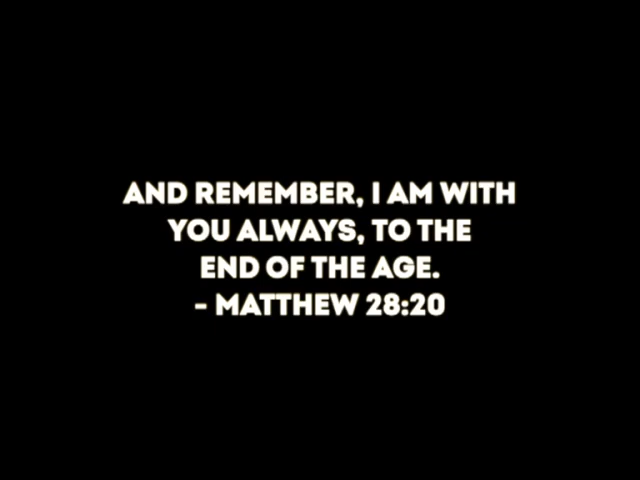 AND REMEMBER, I AM WITH
YOU ALWAYS, TO THE
END OF THE AGE.
- MATTHEW 28:20